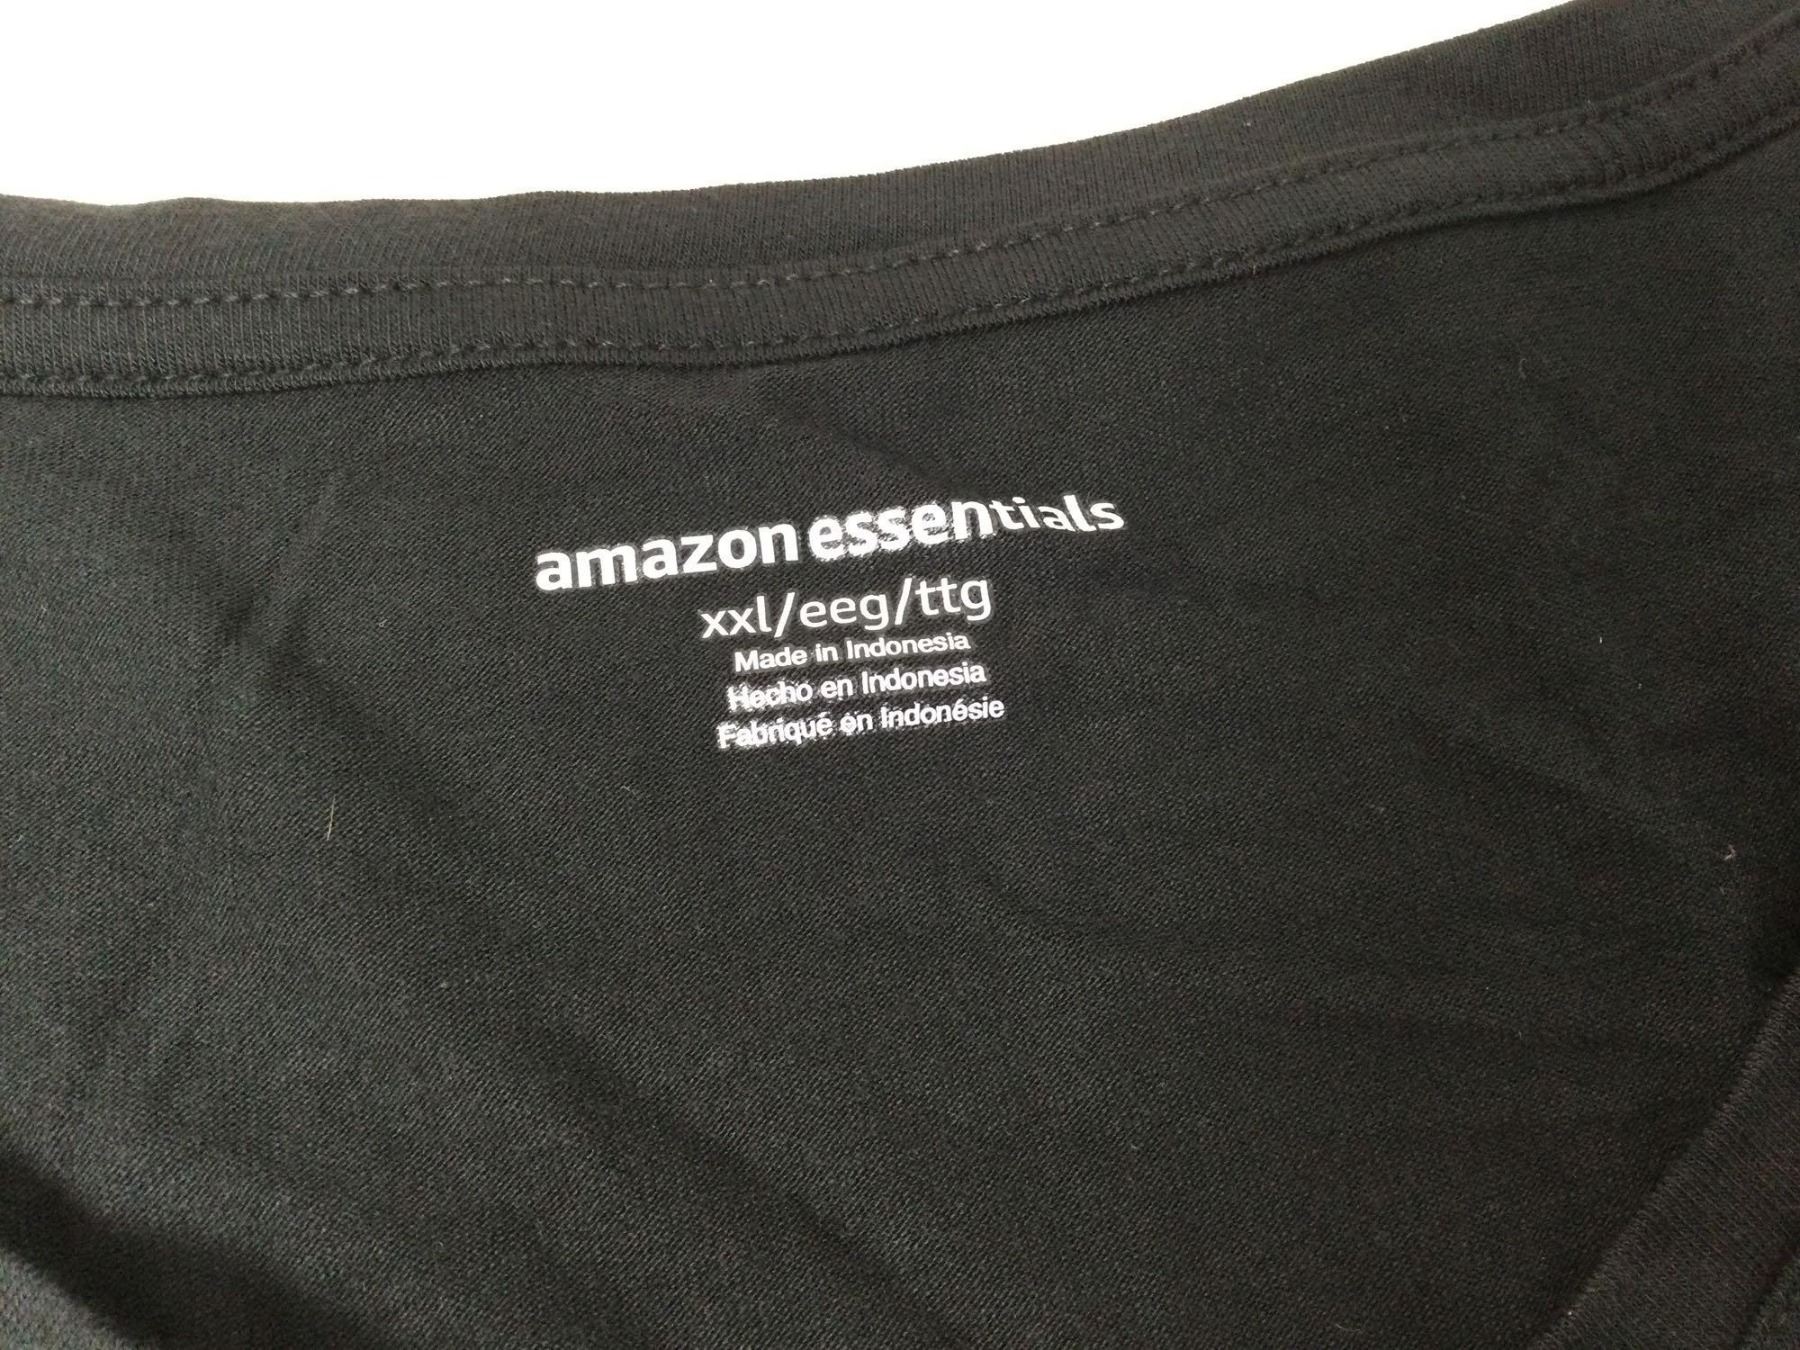 amazon essentials
xxl/eeg/ttg
Made in Indonesia
Hecho en Indonesia
Fabriqué en Indonésie